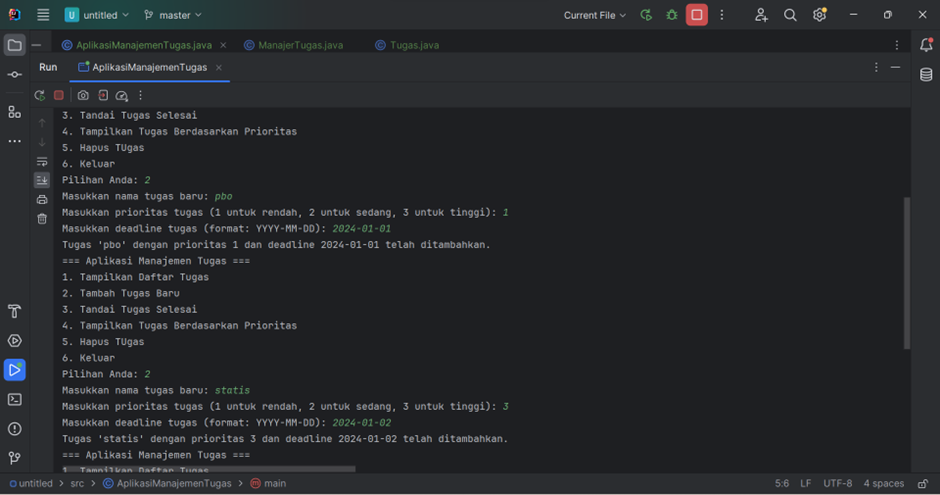 U untitled master Current File
AplikasiManajemenTugas.java ManajerTugas.java Tugas.java
Run AplikasiManajemenTugas
3. Tandai Tugas Selesai
4. Tampilkan Tugas Berdasarkan Prioritas
5. Hapus TUgas
6. Keluar
Pilihan Anda: 2
Masukkan nama tugas baru: pbo
Masukkan prioritas tugas (1 untuk rendah, 2 untuk sedang, 3 untuk tinggi): 1
Masukkan deadline tugas (format: YYYY-MM-DD): 2024-01-01
Tugas 'pbo' dengan prioritas 1 dan deadline 2024-01-01 telah ditambahkan.
=== Aplikasi Manajemen Tugas ===
1. Tampilkan Daftar Tugas
2. Tambah Tugas Baru
3. Tandai Tugas Selesai
4. Tampilkan Tugas Berdasarkan Prioritas
5. Hapus TUgas
6. Keluar
Pilihan Anda: 2
Masukkan nama tugas baru: statis
Masukkan prioritas tugas (1 untuk rendah, 2 untuk sedang, 3 untuk tinggi): 3
Masukkan deadline tugas (format: YYYY-MM-DD): 2024-01-02
Tugas 'statis' dengan prioritas 3 dan deadline 2024-01-02 telah ditambahkan.
=== Aplikasi Manajemen Tugas ===
1. Tampilkan Daftar Tugas
untitled > src > AplikasiManajemenTugas > main 5:6 LF UTF-8 4 spaces